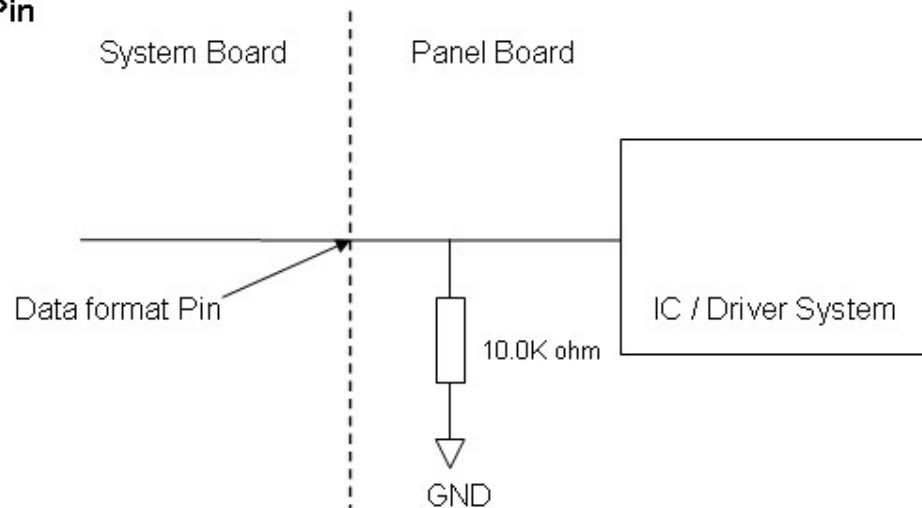 Pin
System Board
Panel Board
Data format Pin
IC / Driver System
10.0K ohm
GND